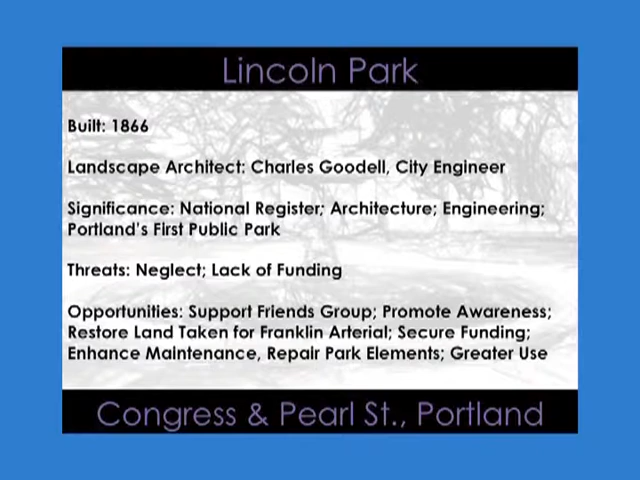 Lincoln Park
Built: 1866
Landscape Architect: Charles Goodell, City Engineer
Significance: National Register; Architecture; Engineering;
Portland's First Public Park
Threats: Neglect; Lack of Funding
Opportunities: Support Friends Group; Promote Awareness;
Restore Land Taken for Franklin Arterial; Secure Funding;
Enhance Maintenance, Repair Park Elements; Greater Use
Congress & Pearl St., Portland